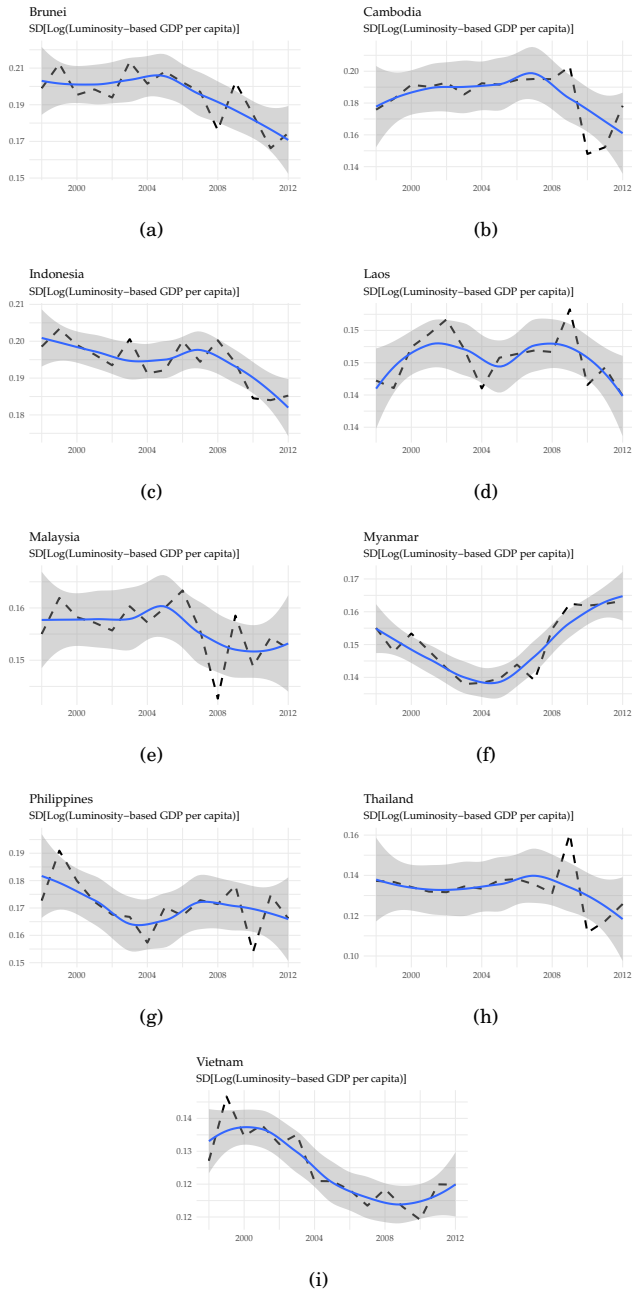 Brunei
SD[Log(Luminosity−based GDP per capita)]
0.21
0.19
0.17
0.15
2000 2004 2008 2012
(a)
Cambodia
SD[Log(Luminosity−based GDP per capita)]
0.20
0.18
0.16
0.14
2000 2004 2008 2012
(b)
Indonesia
SD[Log(Luminosity−based GDP per capita)]
0.21
0.20
0.19
0.18
2000 2004 2008 2012
(c)
Laos
SD[Log(Luminosity−based GDP per capita)]
0.15
0.15
0.14
0.14
2000 2004 2008 2012
(d)
Malaysia
SD[Log(Luminosity−based GDP per capita)]
0.16
0.15
2000 2004 2008 2012
(e)
Myanmar
SD[Log(Luminosity−based GDP per capita)]
0.17
0.16
0.15
0.14
2000 2004 2008 2012
(f)
Philippines
SD[Log(Luminosity−based GDP per capita)]
0.19
0.18
0.17
0.16
0.15
2000 2004 2008 2012
(g)
Thailand
SD[Log(Luminosity−based GDP per capita)]
0.16
0.14
0.12
0.10
2000 2004 2008 2012
(h)
Vietnam
SD[Log(Luminosity−based GDP per capita)]
0.14
0.13
0.12
0.12
2000 2004 2008 2012
(i)